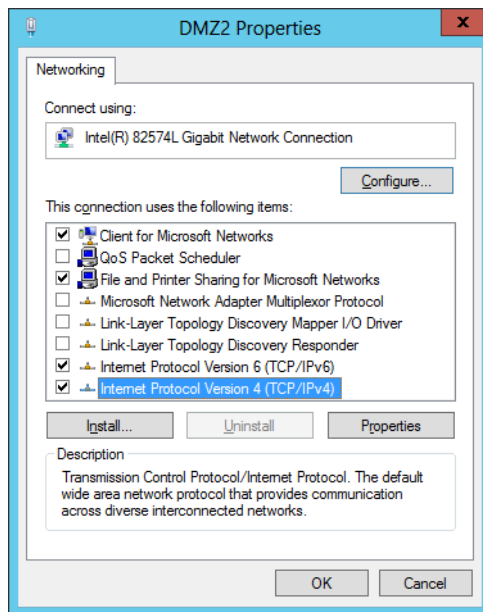 DMZ2 Properties
x
Networking
Connect using:
Intel(R) 82574L Gigabit Network Connection
Configure...
This connection uses the following items:
Client for Microsoft Networks
QoS Packet Scheduler
File and Printer Sharing for Microsoft Networks
Microsoft Network Adapter Multiplexor Protocol
Link-Layer Topology Discovery Mapper I/O Driver
Link-Layer Topology Discovery Responder
Internet Protocol Version 6 (TCP/IPv6)
Internet Protocol Version 4 (TCP/IPv4)
Install...
Uninstall
Properties
Description
Transmission Control Protocol/Internet Protocol. The default
wide area network protocol that provides communication
across diverse interconnected networks.
OK
Cancel